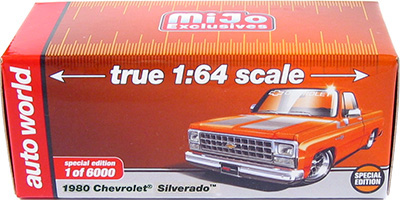 MiJo
Exclusives
true 1:64 scale
auto world
special edition
1 of 6000
1980 Chevrolet® Silverado™
SPECIAL
EDITION